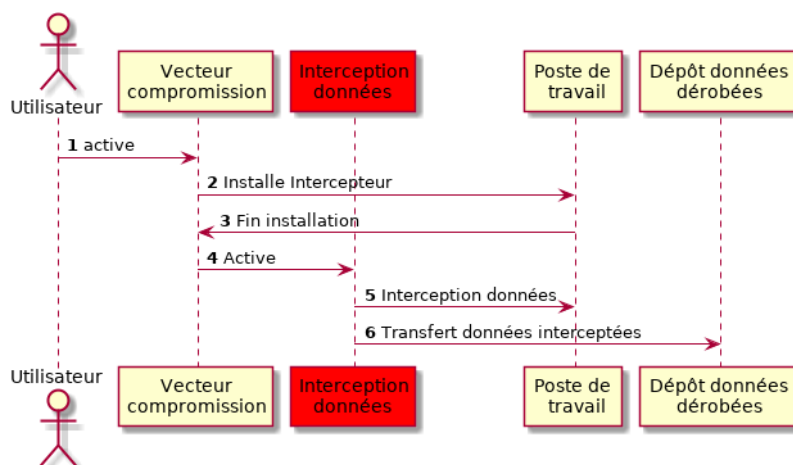 Utilisateur
Vecteur
compromission
Interception
données
Poste de
travail
Dépôt données
dérobées
1 active
2 Installe Intercepteur
3 Fin installation
4 Active
5 Interception données
6 Transfert données interceptées
Utilisateur
Vecteur
compromission
Interception
données
Poste de
travail
Dépôt données
dérobées